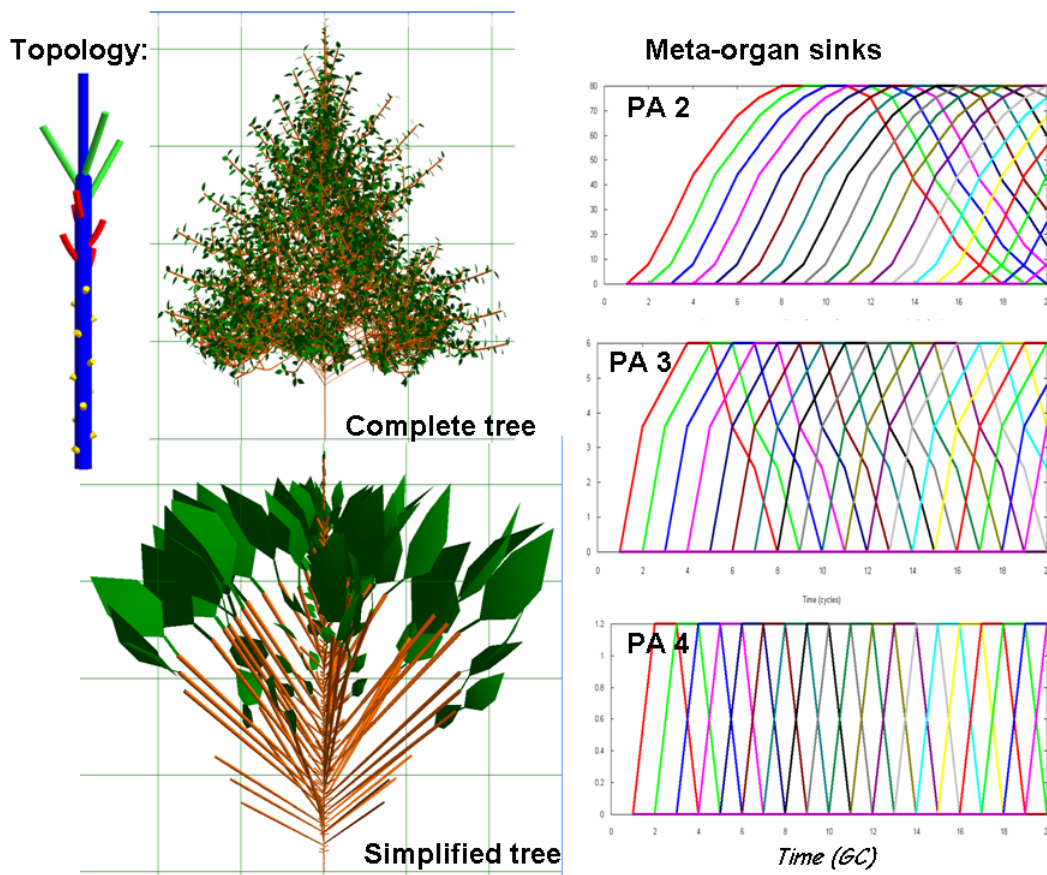 Topology:
Complete tree
Simplified tree
Meta-organ sinks
PA 2
80
70
60
50
40
30
20
10
0
0 2 4 6 8 10 12 14 16 18 2
PA 3
6
5
4
3
2
1
0
0 2 4 6 8 10 12 14 16 18 2
Time (cycles)
PA 4
1.2
1
0.8
0.6
0.4
0.2
0
0 2 4 6 8 10 12 14 16 18 2
Time (GC)